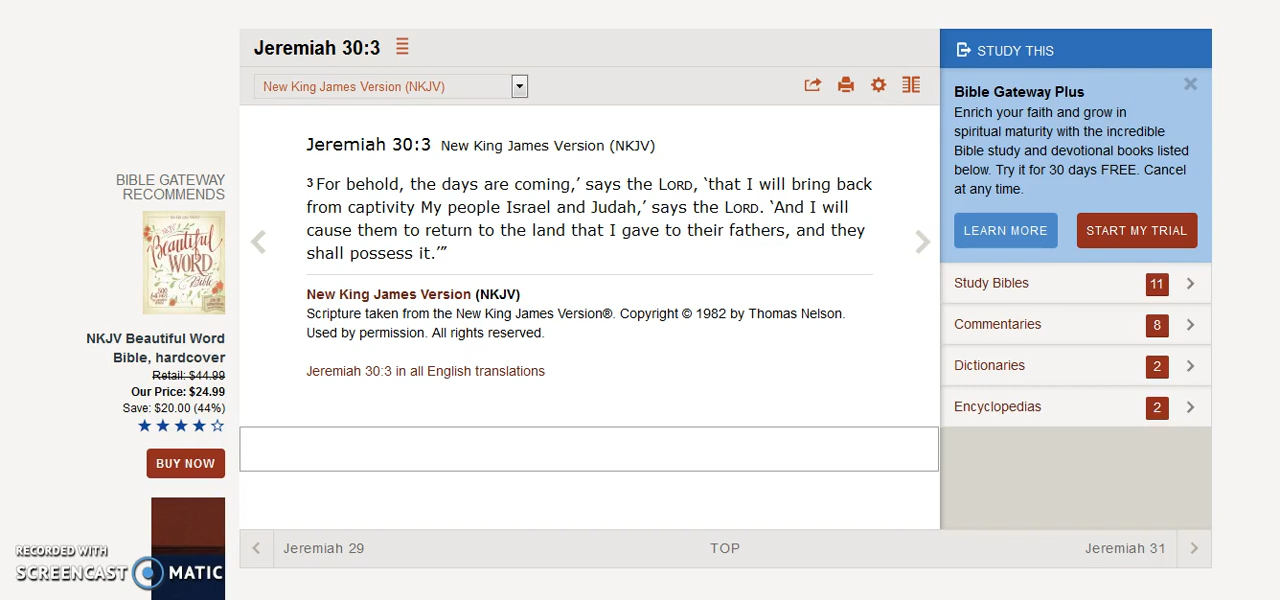 Jeremiah 30:3
New King James Version (NKJV)
Jeremiah 30:3 New King James Version (NKJV)
3 For behold, the days are coming,’ says the LORD, ‘that I will bring back
from captivity My people Israel and Judah,’ says the LORD. ‘And I will
cause them to return to the land that I gave to their fathers, and they
shall possess it.’”
New King James Version (NKJV)
Scripture taken from the New King James Version®. Copyright © 1982 by Thomas Nelson.
Used by permission. All rights reserved.
Jeremiah 30:3 in all English translations
BIBLE GATEWAY
RECOMMENDS
Beautiful
WORD
Bible
NKJV Beautiful Word
Bible, hardcover
Retail: $44.99
Our Price: $24.99
Save: $20.00 (44%)
BUY NOW
STUDY THIS
Bible Gateway Plus
Enrich your faith and grow in
spiritual maturity with the incredible
Bible study and devotional books listed
below. Try it for 30 days FREE. Cancel
at any time.
LEARN MORE
START MY TRIAL
Study Bibles 11
Commentaries 8
Dictionaries 2
Encyclopedias 2
Jeremiah 29
TOP
Jeremiah 31
RECORDED WITH
SCREENCAST MATIC